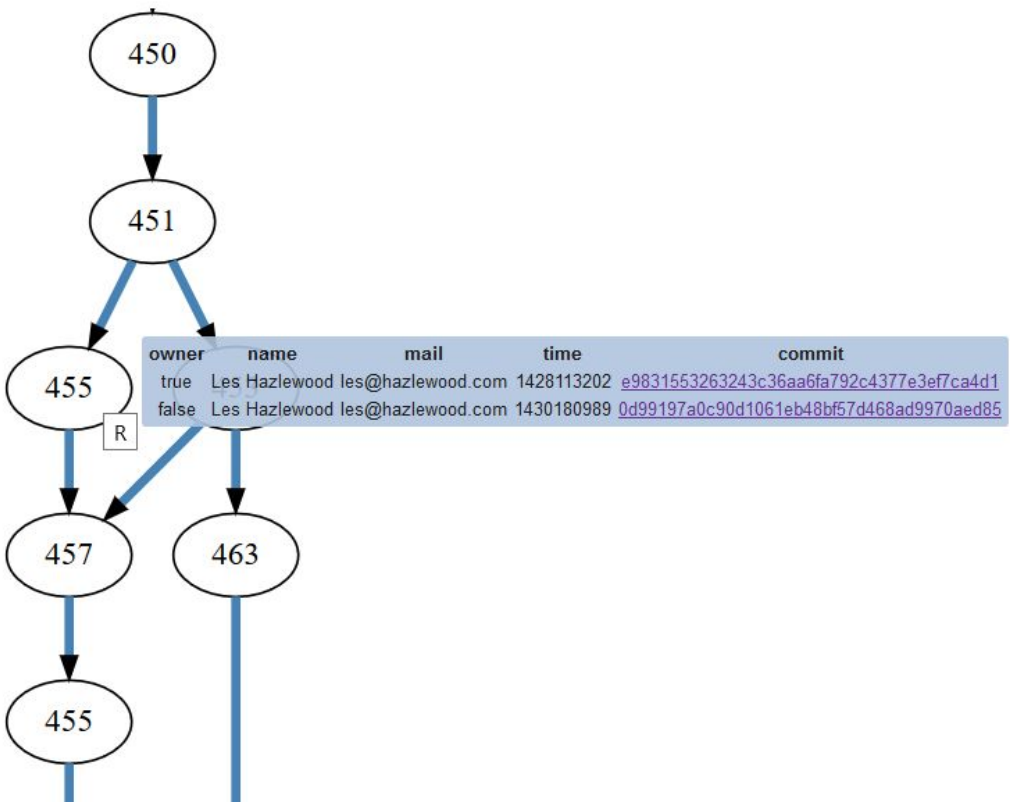 450
451
455
owner name mail time commit
true Les Hazlewood les@hazlewood.com 1428113202 e9831553263243c36aa6fa792c4377e3ef7ca4d1
false Les Hazlewood les@hazlewood.com 1430180989 0d99197a0c90d1061eb48bf57d468ad9970aed85
R
457
463
455